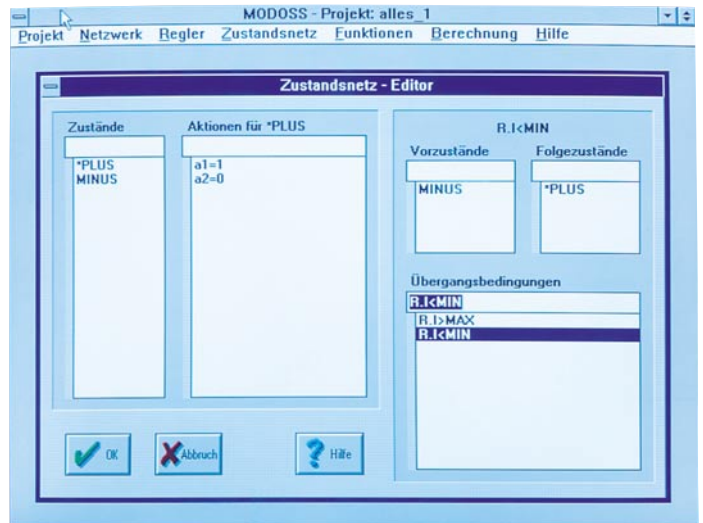 MODOSS - Projekt: alles_1
Projekt Netzwerk Regler Zustandsnetz Funktionen Berechnung Hilfe
Zustandsnetz - Editor
Zustände
*PLUS
MINUS
Aktionen für *PLUS
a1=1
a2=0
R.I<MIN
Vorzustände
MINUS
Folgezustände
*PLUS
Übergangsbedingungen
R.I<MIN
R.I>MAX
R.I<MIN
OK
Abbruch
Hilfe